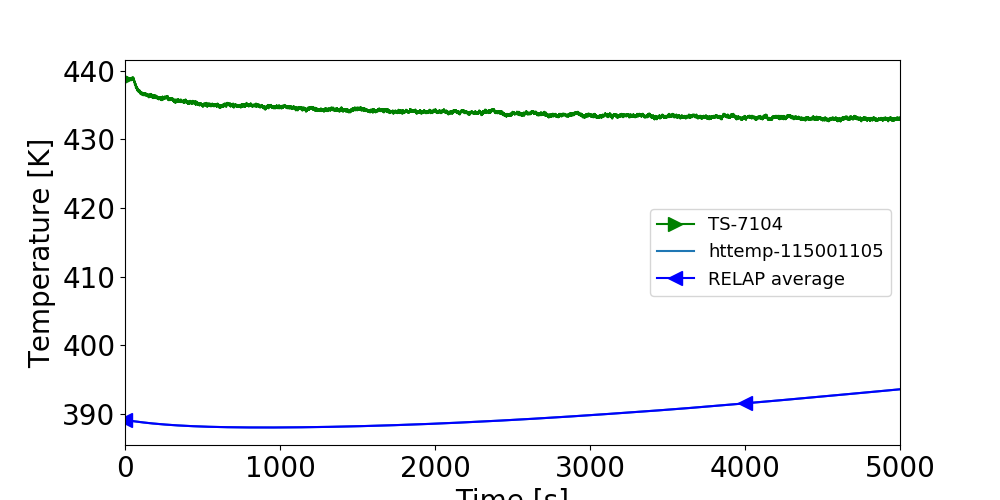 440
430
420
410
400
390
Temperature [K]
TS-7104
httemp-115001105
RELAP average
0 1000 2000 3000 4000 5000
Time [s]